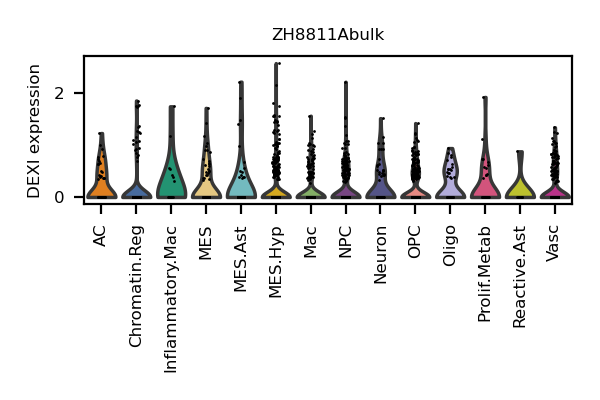 ZH8811Abulk
DEXI expression
2
0
AC
Chromatin.Reg
Inflammatory.Mac
MES
MES.Ast
MES.Hyp
Mac
NPC
Neuron
OPC
Oligo
Prolif.Metab
Reactive.Ast
Vasc